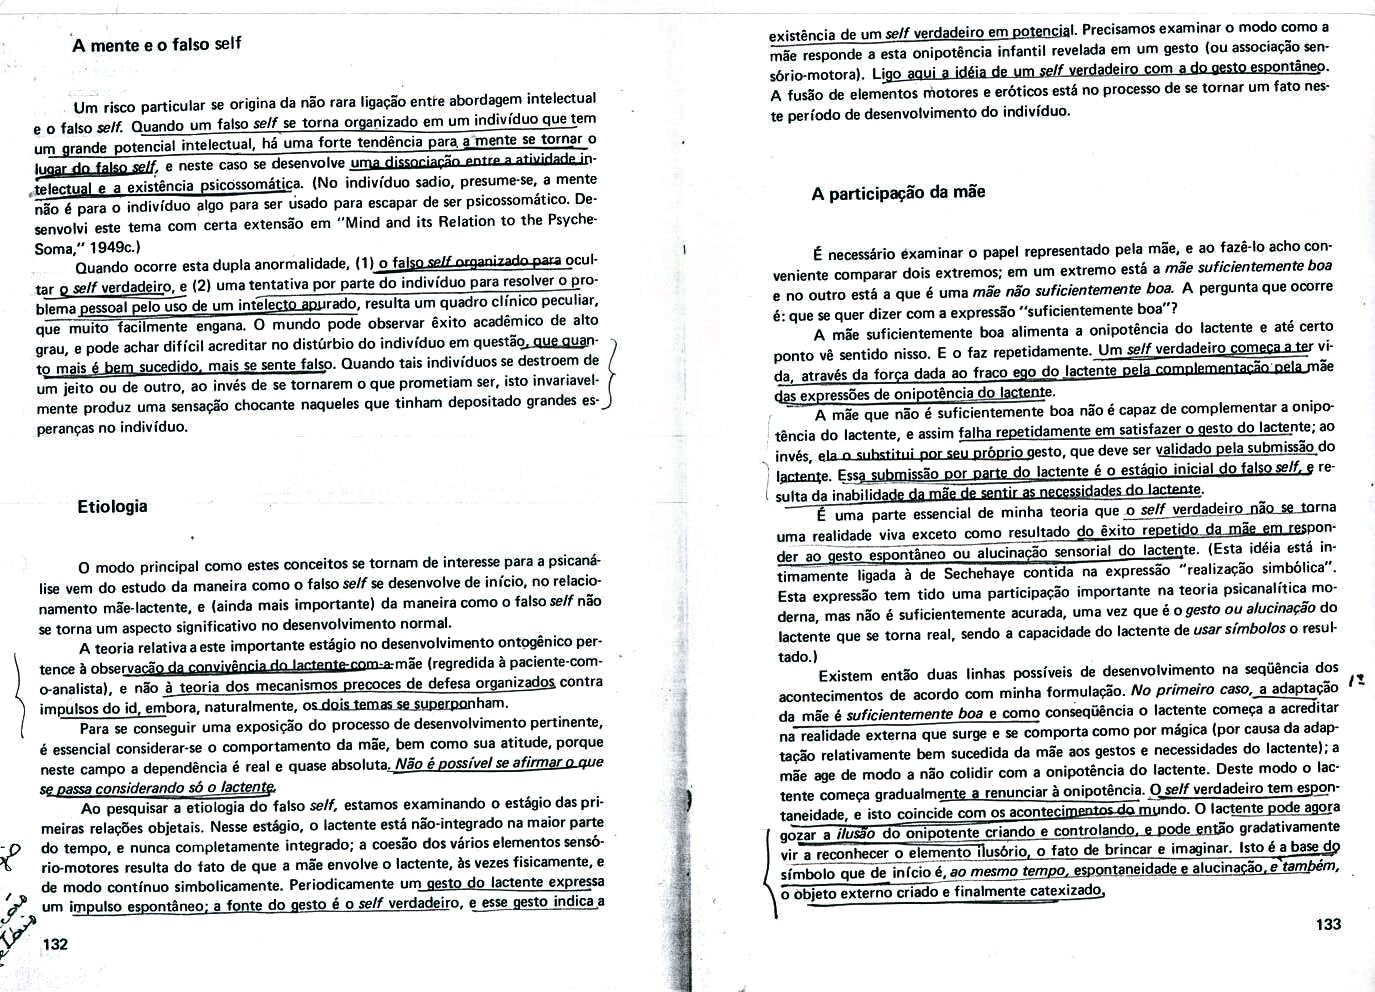 A mente e o falso self
Um risco particular se origina da não rara ligação entre abordagem intelectual
e o falso self. Quando um falso self se torna organizado em um indivíduo que tem
um grande potencial intelectual, há uma forte tendência para a mente se tornar o
lugar do falso self, e neste caso se desenvolve uma dissociação entre a atividade in-
telectual e a existência psicossomática. (No indivíduo sadio, presume-se, a mente
não é para o indivíduo algo para ser usado para escapar de ser psicossomático. De-
senvolvi este tema com certa extensão em "Mind and its Relation to the Psyche-
Soma," 1949c.)
Quando ocorre esta dupla anormalidade, (1) o falso self organizado para ocul-
tar o self verdadeiro, e (2) uma tentativa por parte do indivíduo para resolver o pro-
blema pessoal pelo uso de um intelecto apurado, resulta um quadro clínico peculiar,
que muito facilmente engana. O mundo pode observar êxito acadêmico de alto
grau, e pode achar difícil acreditar no distúrbio do indivíduo em questão, que quan-
to mais é bem sucedido, mais se sente falso. Quando tais indivíduos se destroem de
um jeito ou de outro, ao invés de se tornarem o que prometiam ser, isto invariavel-
mente produz uma sensação chocante naqueles que tinham depositado grandes es-
peranças no indivíduo.
Etiologia
O modo principal como estes conceitos se tornam de interesse para a psicaná-
lise vem do estudo da maneira como o falso self se desenvolve de início, no relacio-
namento mãe-lactente, e (ainda mais importante) da maneira como o falso self não
se torna um aspecto significativo no desenvolvimento normal.
A teoria relativa a este importante estágio no desenvolvimento ontogênico per-
tence à observação da convivência do lactente-com-a-mãe (regredida à paciente-com-
o-analista), e não à teoria dos mecanismos precoces de defesa organizados contra
impulsos do id, embora, naturalmente, os dois temas se superponham.
Para se conseguir uma exposição do processo de desenvolvimento pertinente,
é essencial considerar-se o comportamento da mãe, bem como sua atitude, porque
neste campo a dependência é real e quase absoluta. Não é possível se afirmar o que
se passa considerando só o lactente.
Ao pesquisar a etiologia do falso self, estamos examinando o estágio das pri-
meiras relações objetais. Nesse estágio, o lactente está não-integrado na maior parte
do tempo, e nunca completamente integrado; a coesão dos vários elementos sensó-
rio-motores resulta do fato de que a mãe envolve o lactente, às vezes fisicamente, e
de modo contínuo simbolicamente. Periodicamente um gesto do lactente expressa
um impulso espontâneo; a fonte do gesto é o self verdadeiro, e esse gesto indica a
132
existência de um self verdadeiro em potencial. Precisamos examinar o modo como a
mãe responde a esta onipotência infantil revelada em um gesto (ou associação sen-
sório-motora). Ligo aqui a idéia de um self verdadeiro com a do gesto espontâneo.
A fusão de elementos motores e eróticos está no processo de se tornar um fato nes-
te período de desenvolvimento do indivíduo.
A participação da mãe
É necessário examinar o papel representado pela mãe, e ao fazê-lo acho con-
veniente comparar dois extremos; em um extremo está a mãe suficientemente boa
e no outro está a que é uma mãe não suficientemente boa. A pergunta que ocorre
é: que se quer dizer com a expressão "suficientemente boa"?
A mãe suficientemente boa alimenta a onipotência do lactente e até certo
ponto vê sentido nisso. E o faz repetidamente. Um self verdadeiro começa a ter vi-
da, através da força dada ao fraco ego do lactente pela complementação pela mãe
das expressões de onipotência do lactente.
A mãe que não é suficientemente boa não é capaz de complementar a onipo-
tência do lactente, e assim falha repetidamente em satisfazer o gesto do lactente; ao
invés, ela o substitui por seu próprio gesto, que deve ser validado pela submissão do
lactente. Essa submissão por parte do lactente é o estágio inicial do falso self, e re-
sulta da inabilidade da mãe de sentir as necessidades do lactente.
É uma parte essencial de minha teoria que o self verdadeiro não se torna
uma realidade viva exceto como resultado do êxito repetido da mãe em respon-
der ao gesto espontâneo ou alucinação sensorial do lactente. (Esta idéia está in-
timamente ligada à de Sechehaye contida na expressão "realização simbólica".
Esta expressão tem tido uma participação importante na teoria psicanalítica mo-
derna, mas não é suficientemente acurada, uma vez que é o gesto ou alucinação do
lactente que se torna real, sendo a capacidade do lactente de usar símbolos o resul-
tado.)
Existem então duas linhas possíveis de desenvolvimento na seqüência dos
acontecimentos de acordo com minha formulação. No primeiro caso, a adaptação
da mãe é suficientemente boa e como conseqüência o lactente começa a acreditar
na realidade externa que surge e se comporta como por mágica (por causa da adap-
tação relativamente bem sucedida da mãe aos gestos e necessidades do lactente); a
mãe age de modo a não colidir com a onipotência do lactente. Deste modo o lac-
tente começa gradualmente a renunciar à onipotência. O self verdadeiro tem espon-
taneidade, e isto coincide com os acontecimentos do mundo. O lactente pode agora
gozar a ilusão do onipotente criando e controlando, e pode então gradativamente
vir a reconhecer o elemento ilusório, o fato de brincar e imaginar. Isto é a base do
símbolo que de início é, ao mesmo tempo, espontaneidade e alucinação, e também,
o objeto externo criado e finalmente catexizado.
133